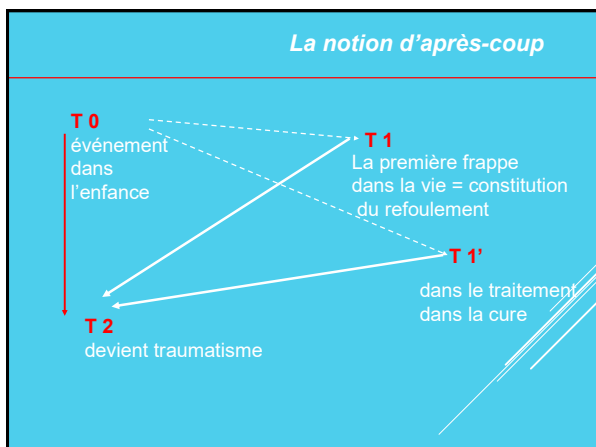 La notion d'après-coup
T 0
événement
dans
l'enfance
T 1
La première frappe
dans la vie = constitution
du refoulement
T 1’
dans le traitement
dans la cure
T 2
devient traumatisme